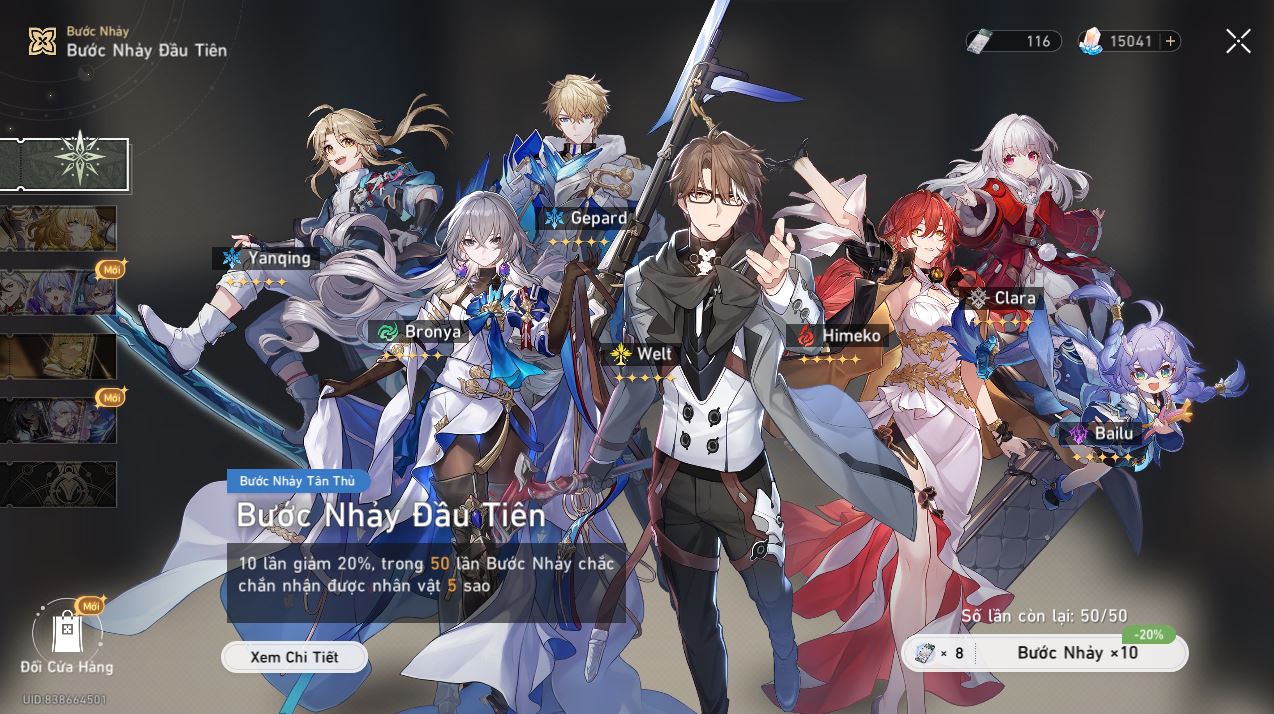 Bước Nhảy
Bước Nhảy Đầu Tiên
116
15041 +
Gepard
Yanqing
Mới
Clara
Bronya
Himeko
Welt
Mới
Bailu
Bước Nhảy Tân Thủ
Bước Nhảy Đầu Tiên
10 lần giảm 20%, trong 50 lần Bước Nhảy chắc
chắn nhận được nhân vật 5 sao
Mới
Số lần còn lại: 50/50
-20%
Xem Chi Tiết
× 8
Bước Nhảy ×10
Đổi Cửa Hàng
UID:838664501